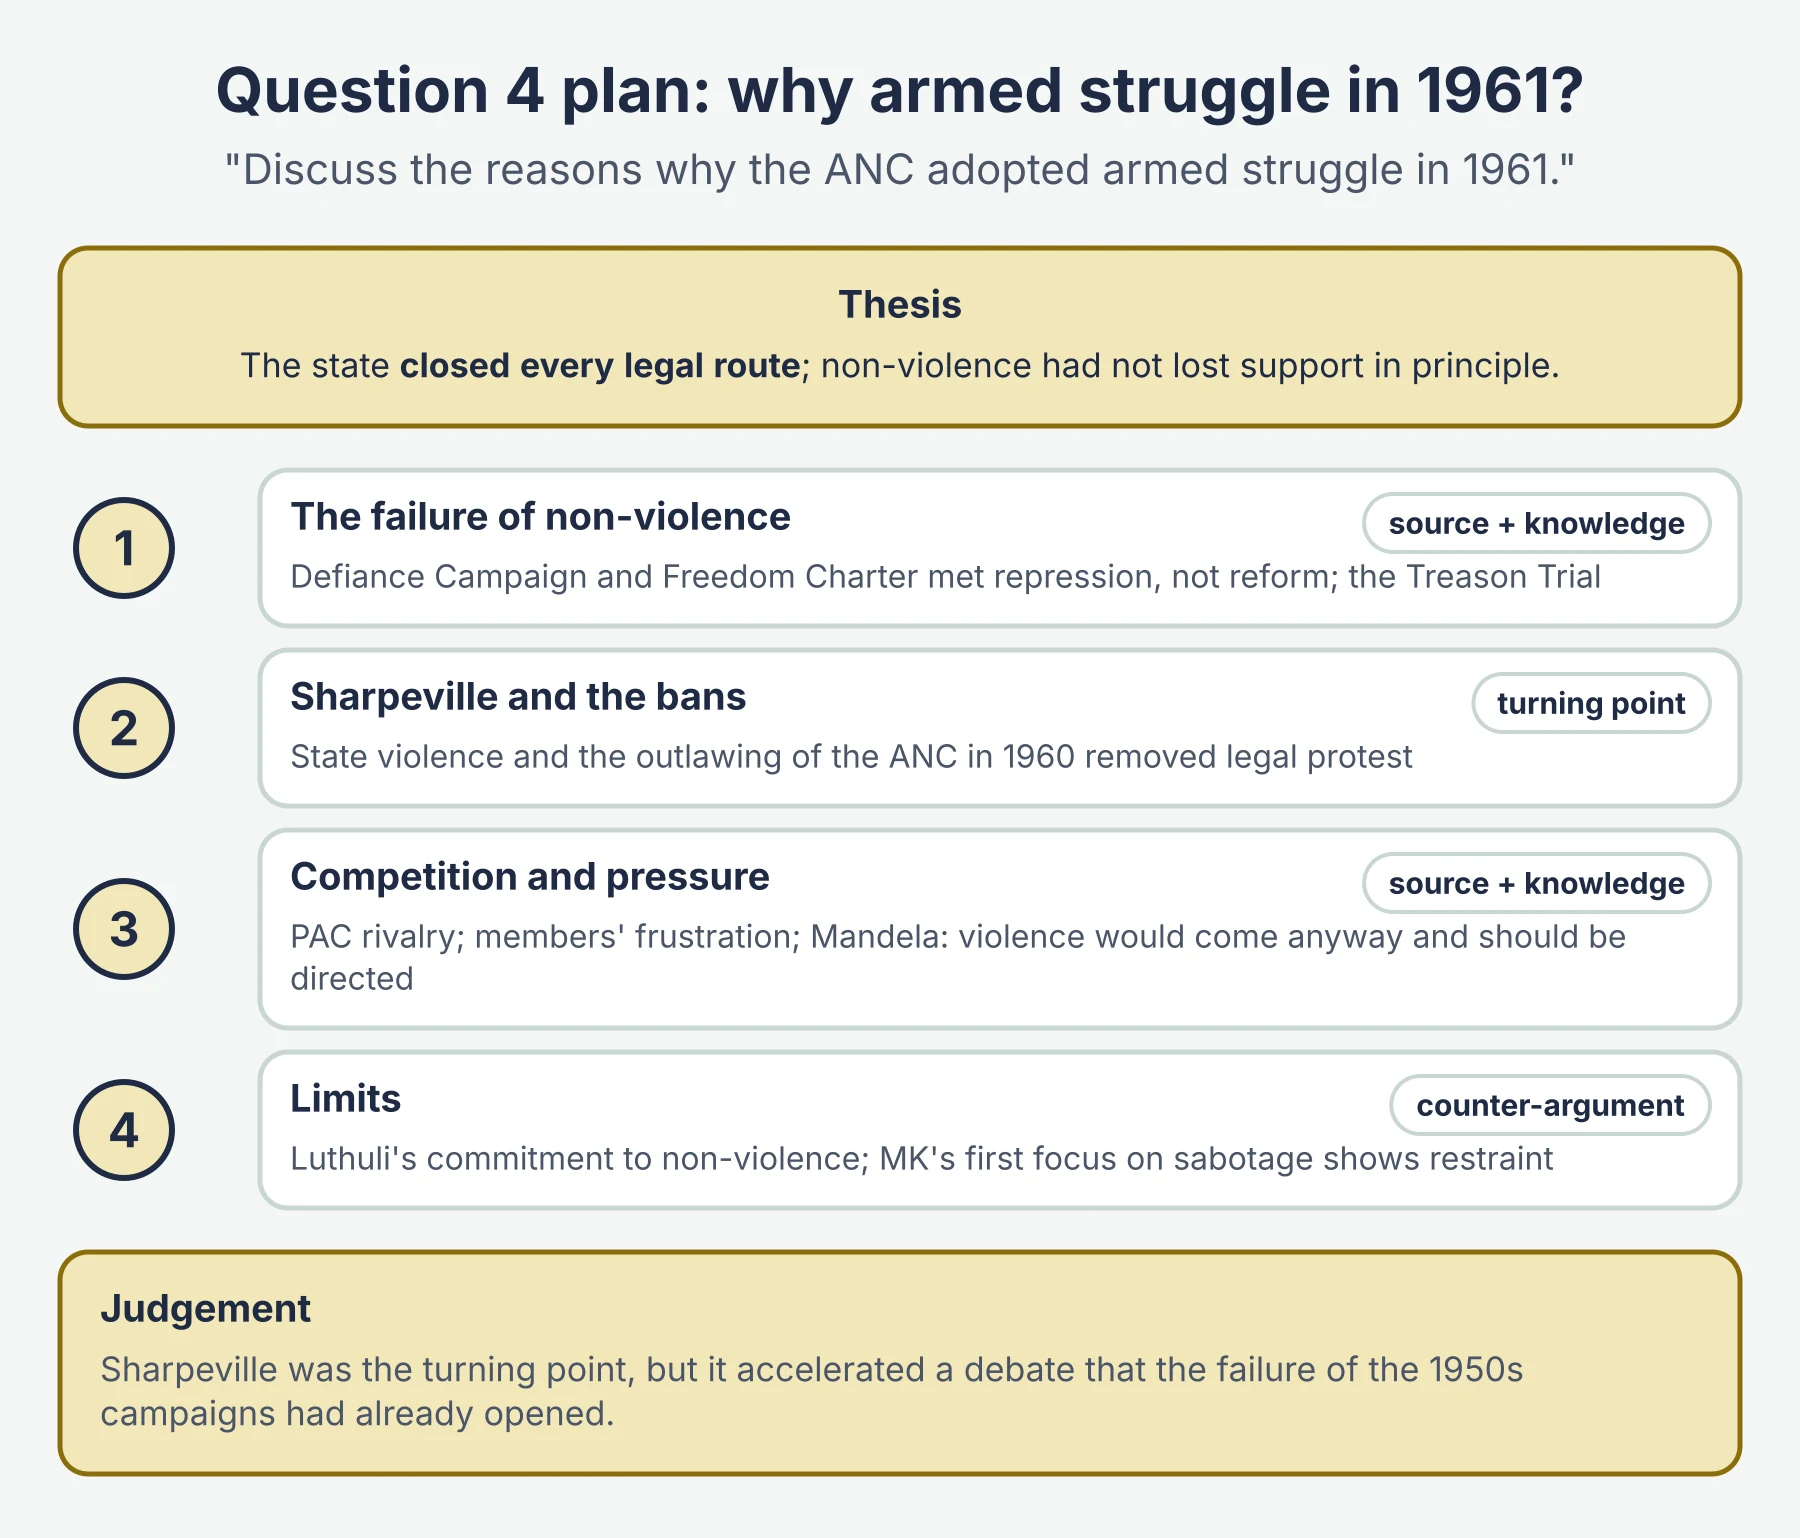 Question 4 plan: why armed struggle in 1961?
"Discuss the reasons why the ANC adopted armed struggle in 1961."
Thesis
The state closed every legal route; non-violence had not lost support in principle.
1
The failure of non-violence
source + knowledge
Defiance Campaign and Freedom Charter met repression, not reform; the Treason Trial
2
Sharpeville and the bans
turning point
State violence and the outlawing of the ANC in 1960 removed legal protest
3
Competition and pressure
source + knowledge
PAC rivalry; members' frustration; Mandela: violence would come anyway and should be
directed
4
Limits
counter-argument
Luthuli's commitment to non-violence; MK's first focus on sabotage shows restraint
Judgement
Sharpeville was the turning point, but it accelerated a debate that the failure of the 1950s
campaigns had already opened.